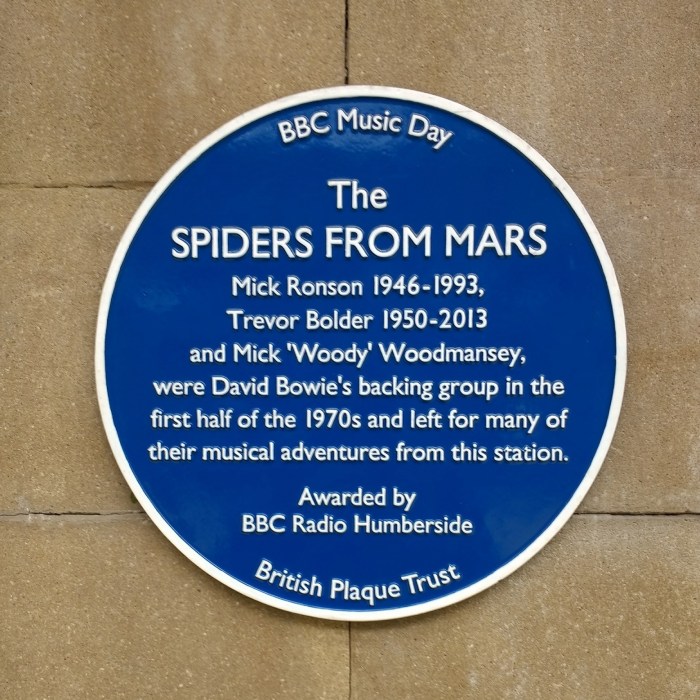 BBC Music Day
The
SPIDERS FROM MARS
Mick Ronson 1946-1993,
Trevor Bolder 1950-2013
and Mick 'Woody' Woodmansey,
were David Bowie's backing group in the
first half of the 1970s and left for many of
their musical adventures from this station.
Awarded by
BBC Radio Humberside
British Plaque Trust